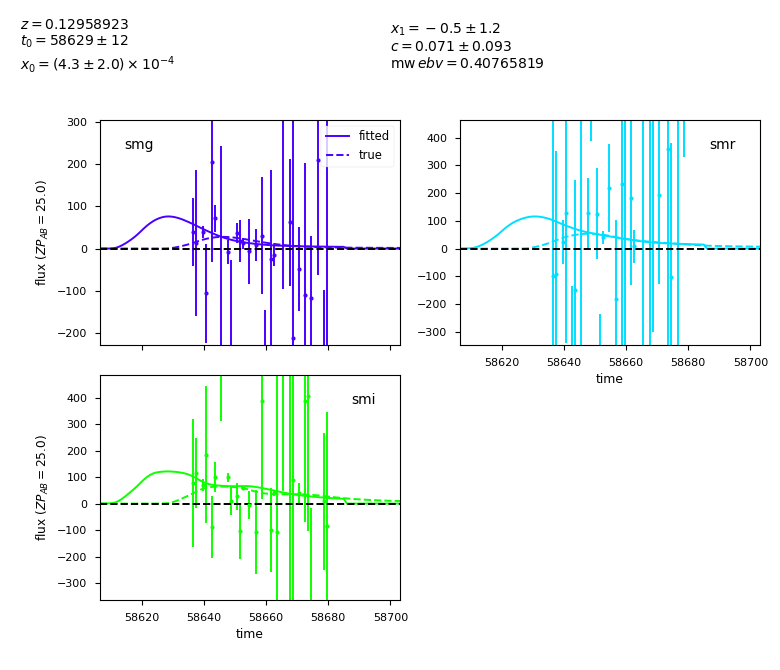 z = 0.12958923
t₀ = 58629 ± 12
x₀ = (4.3 ± 2.0) × 10⁻⁴
x₁ = −0.5 ± 1.2
c = 0.071 ± 0.093
mw ebv = 0.40765819
smg
fitted
true
300
200
100
0
−100
−200
flux (ZP_AB = 25.0)
smr
400
300
200
100
0
−100
−200
−300
58620 58640 58660 58680 58700
time
smi
400
300
200
100
0
−100
−200
−300
flux (ZP_AB = 25.0)
58620 58640 58660 58680 58700
time